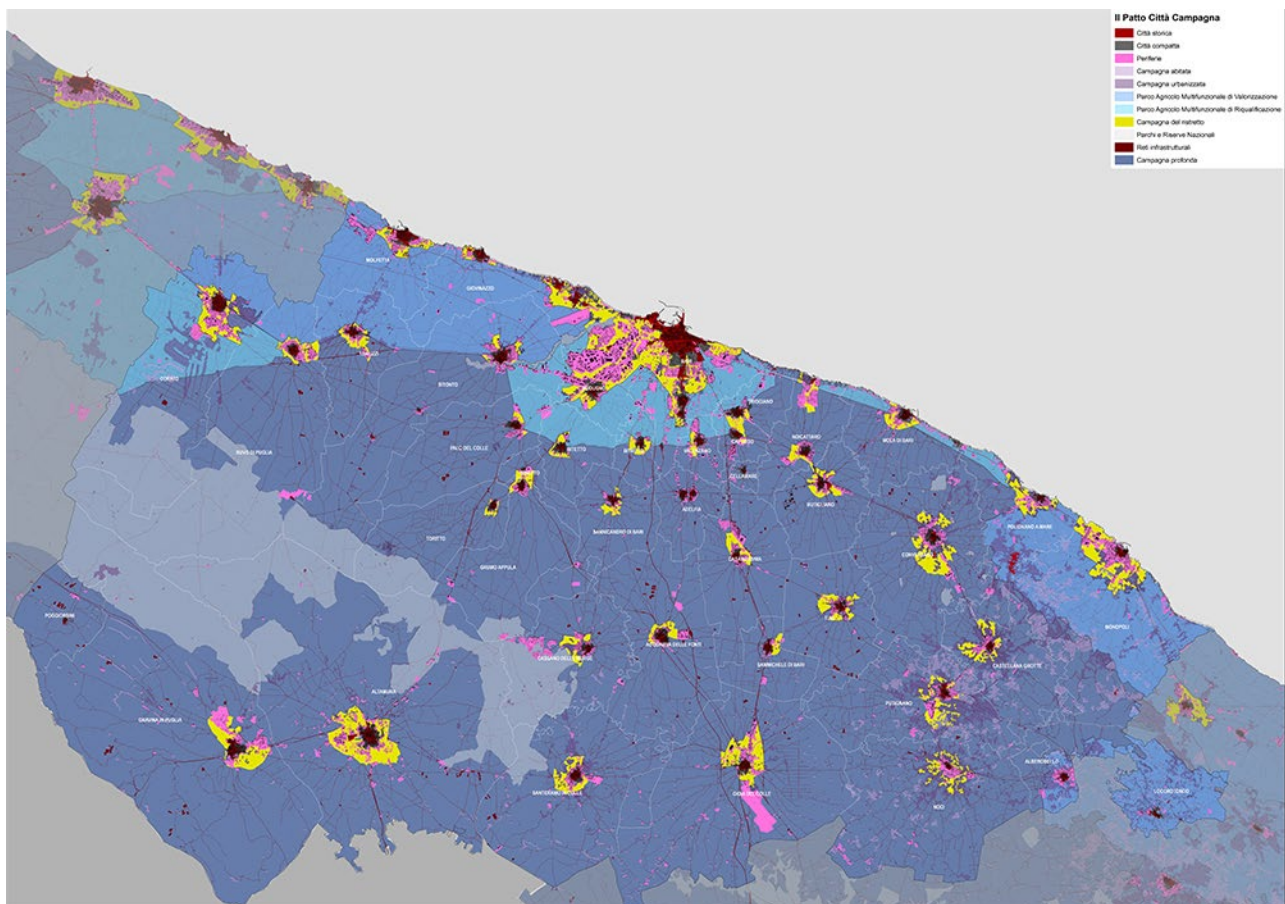 Il Patto Città Campagna
Città storica
Città compatta
Periferie
Campagna abitata
Campagna urbanizzata
Parco Agricolo Multifunzionale di Valorizzazione
Parco Agricolo Multifunzionale di Riqualificazione
Campagna del ristretto
Parchi e Riserve Nazionali
Reti infrastrutturali
Campagna profonda
MOLFETTA
GIOVINAZZO
CORATO
BITONTO
TRIGGIANO
RUVO DI PUGLIA
PALO DEL COLLE
BITETTO
CAPURSO
NOICATTARO
MOLA DI BARI
CELLAMARE
ADELFIA
RUTIGLIANO
TORITTO
SANNICANDRO DI BARI
POLIGNANO A MARE
GRUMO APPULA
CASAMASSIMA
POGGIORSINI
MONOPOLI
CASSANO DELLE MURGE
ACQUAVIVA DELLE FONTI
SAMMICHELE DI BARI
CASTELLANA GROTTE
ALTAMURA
PUTIGNANO
GRAVINA IN PUGLIA
ALBEROBELLO
LOCOROTONDO
SANTERAMO IN COLLE
GIOIA DEL COLLE
NOCI